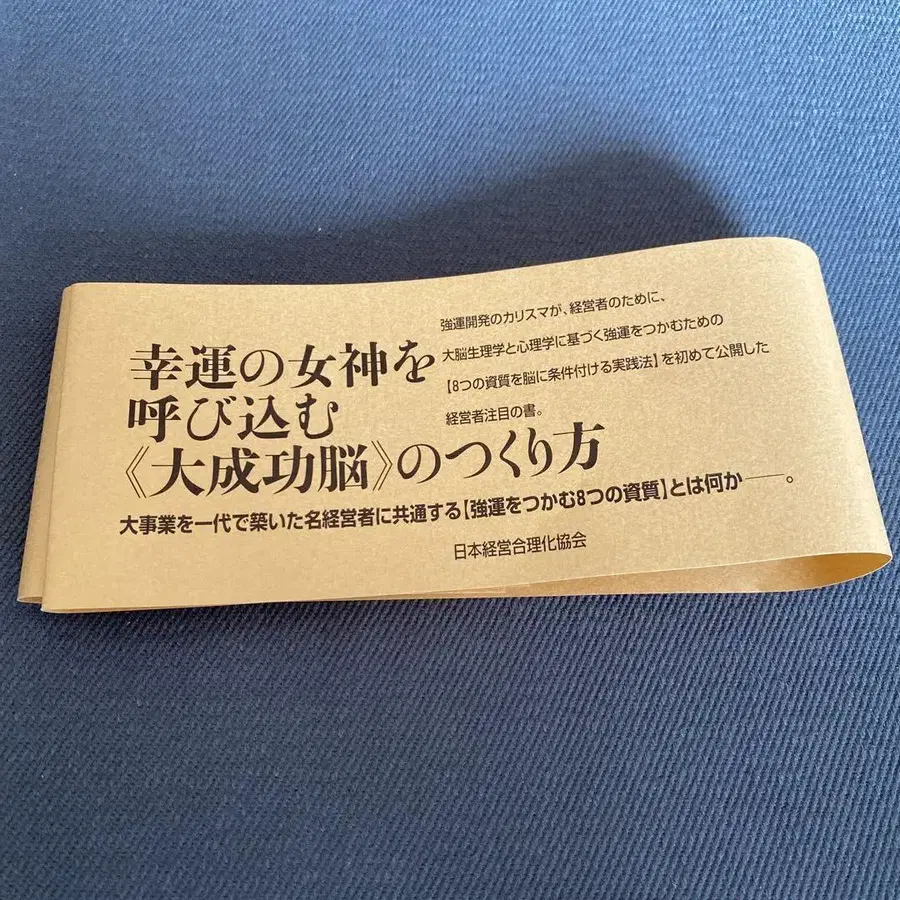 強運開発のカリスマが、経営者のために、
大脳生理学と心理学に基づく強運をつかむための
【8つの資質を脳に条件付ける実践法】を初めて公開した
経営者注目の書。
幸運の女神を
呼び込む
《大成功脳》のつくり方
大事業を一代で築いた名経営者に共通する【強運をつかむ8つの資質】とは何か――。
日本経営合理化協会